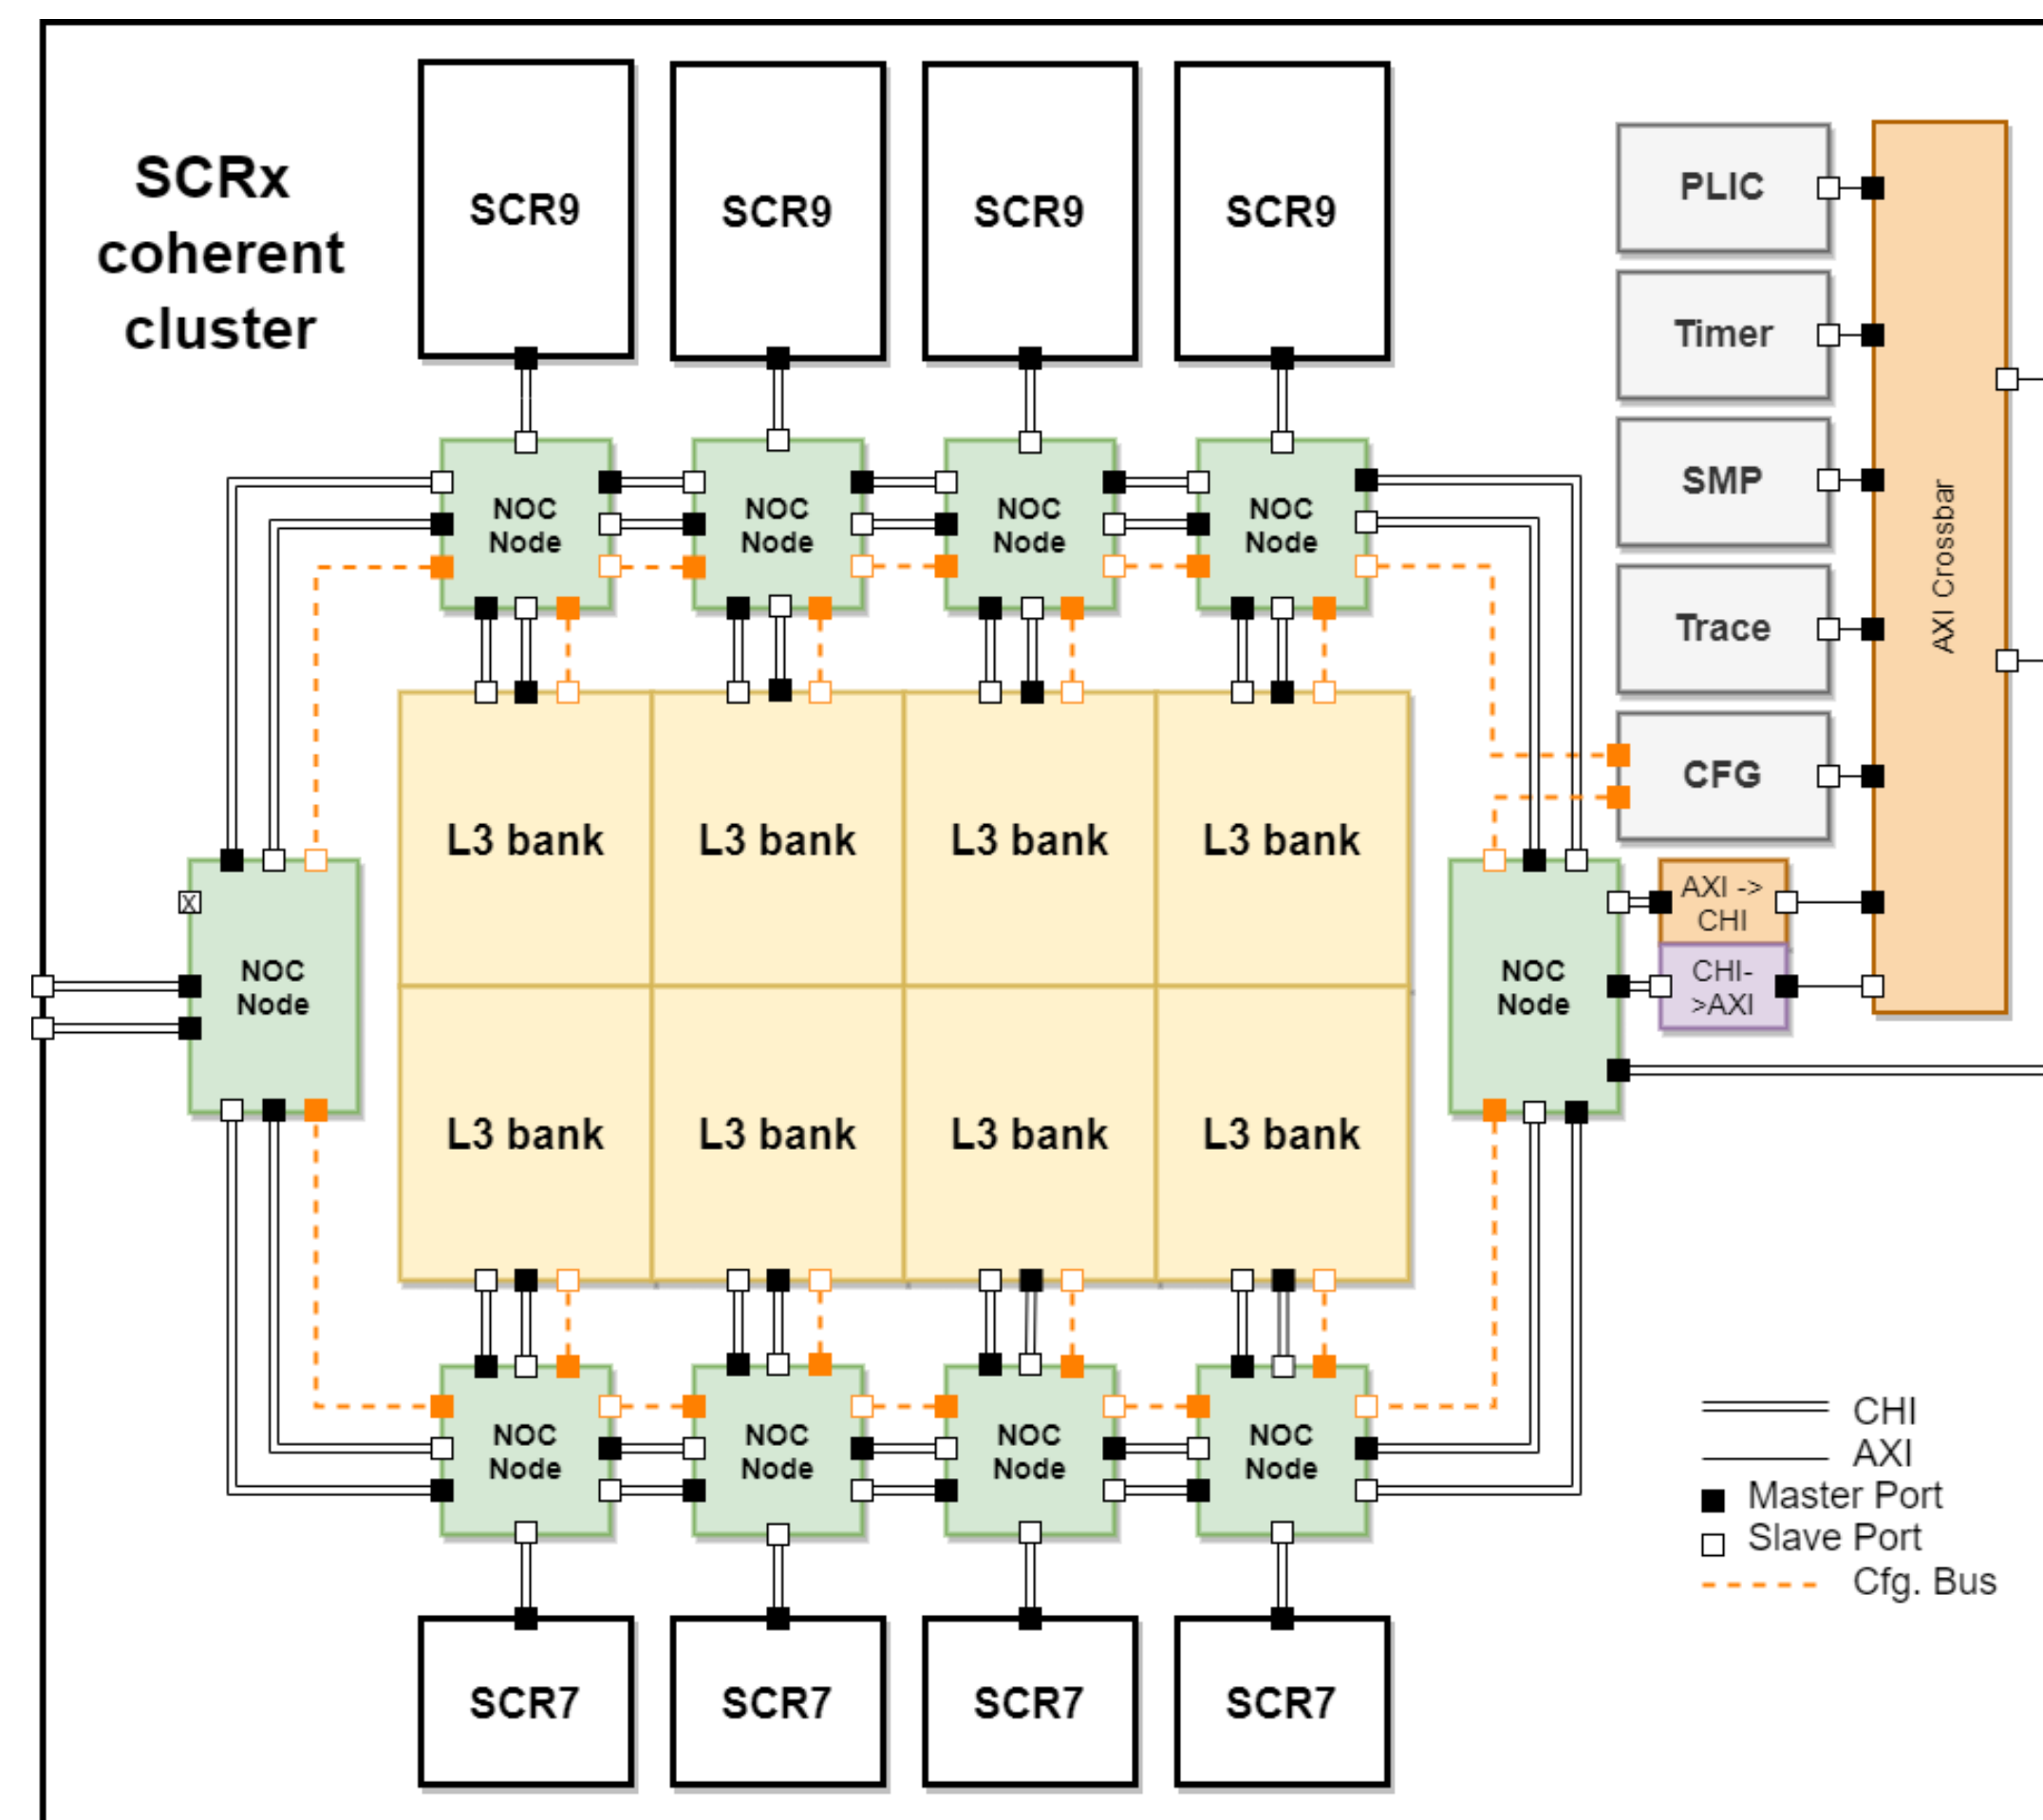 SCRx
coherent
cluster
SCR9
SCR9
SCR9
SCR9
PLIC
Timer
SMP
Trace
CFG
AXI Crossbar
NOC
Node
NOC
Node
NOC
Node
NOC
Node
L3 bank
L3 bank
L3 bank
L3 bank
X
NOC
Node
NOC
Node
AXI ->
CHI
CHI-
>AXI
L3 bank
L3 bank
L3 bank
L3 bank
NOC
Node
NOC
Node
NOC
Node
NOC
Node
SCR7
SCR7
SCR7
SCR7
CHI
AXI
Master Port
Slave Port
Cfg. Bus